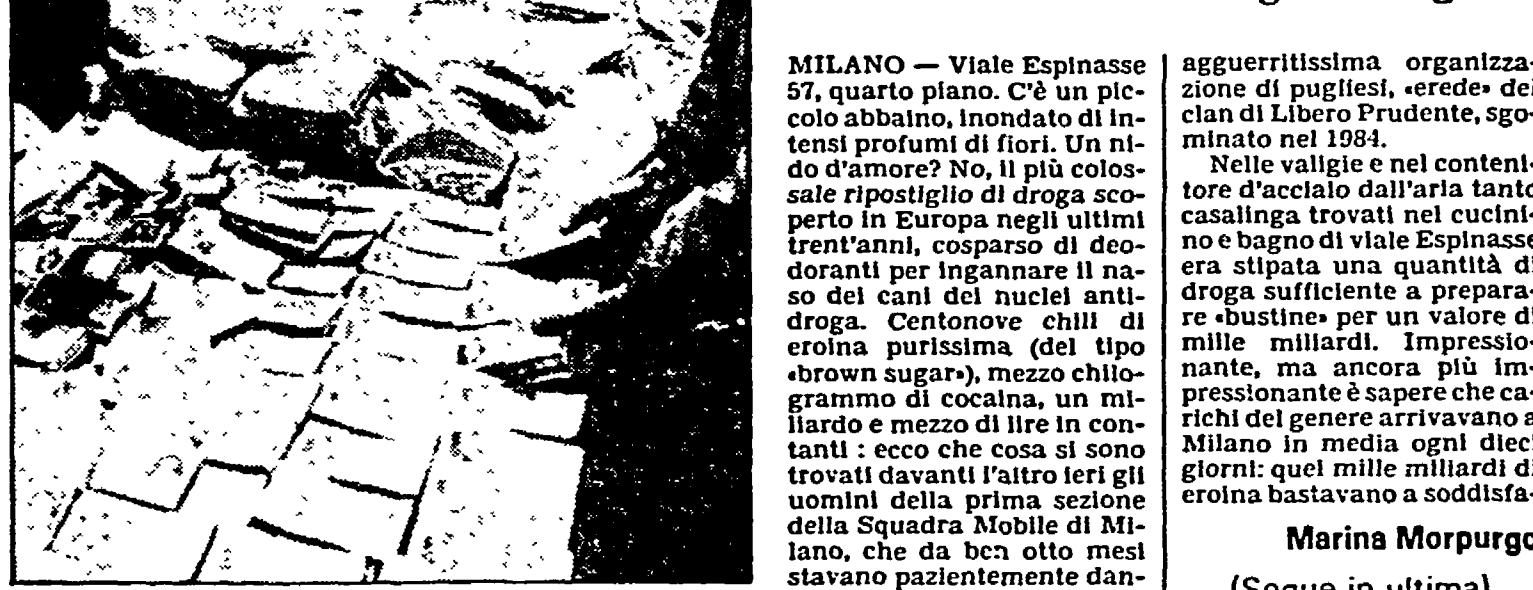 MILANO — Viale Espinasse
57, quarto piano. C'è un pic-
colo abbaino, inondato di in-
tensi profumi di fiori. Un ni-
do d'amore? No, il più colos-
sale ripostiglio di droga sco-
perto in Europa negli ultimi
trent'anni, cosparso di deo-
doranti per ingannare il na-
so dei cani dei nuclei anti-
droga. Centonove chili di
eroina purissima (del tipo
«brown sugar»), mezzo chilo-
grammo di cocaina, un mi-
liardo e mezzo di lire in con-
tanti : ecco che cosa si sono
trovati davanti l'altro ieri gli
uomini della prima sezione
della Squadra Mobile di Mi-
lano, che da ben otto mesi
stavano pazientemente dan-
agguerritissima organizza-
zione di pugliesi, «erede» del
clan di Libero Prudente, sgo-
minato nel 1984.
Nelle valigie e nel conteni-
tore d'acciaio dall'aria tanto
casalinga trovati nel cucini-
no e bagno di viale Espinasse
era stipata una quantità di
droga sufficiente a prepara-
re «bustine» per un valore di
mille miliardi. Impressio-
nante, ma ancora più im-
pressionante è sapere che ca-
richi del genere arrivavano a
Milano in media ogni dieci
giorni: quei mille miliardi di
eroina bastavano a soddisfa-
Marina Morpurgo
(Segue in ultima)